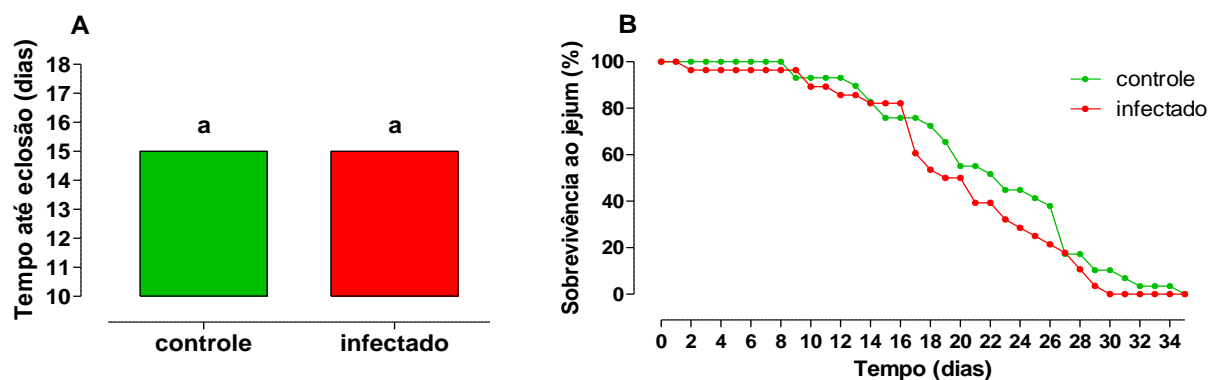 A
Tempo até eclosão (dias)
18
17
16
15
14
13
12
11
10
a a
controle infectado
B
Sobrevivência ao jejum (%)
100
80
60
40
20
0
controle
infectado
0 2 4 6 8 10 12 14 16 18 20 22 24 26 28 30 32 34
Tempo (dias)